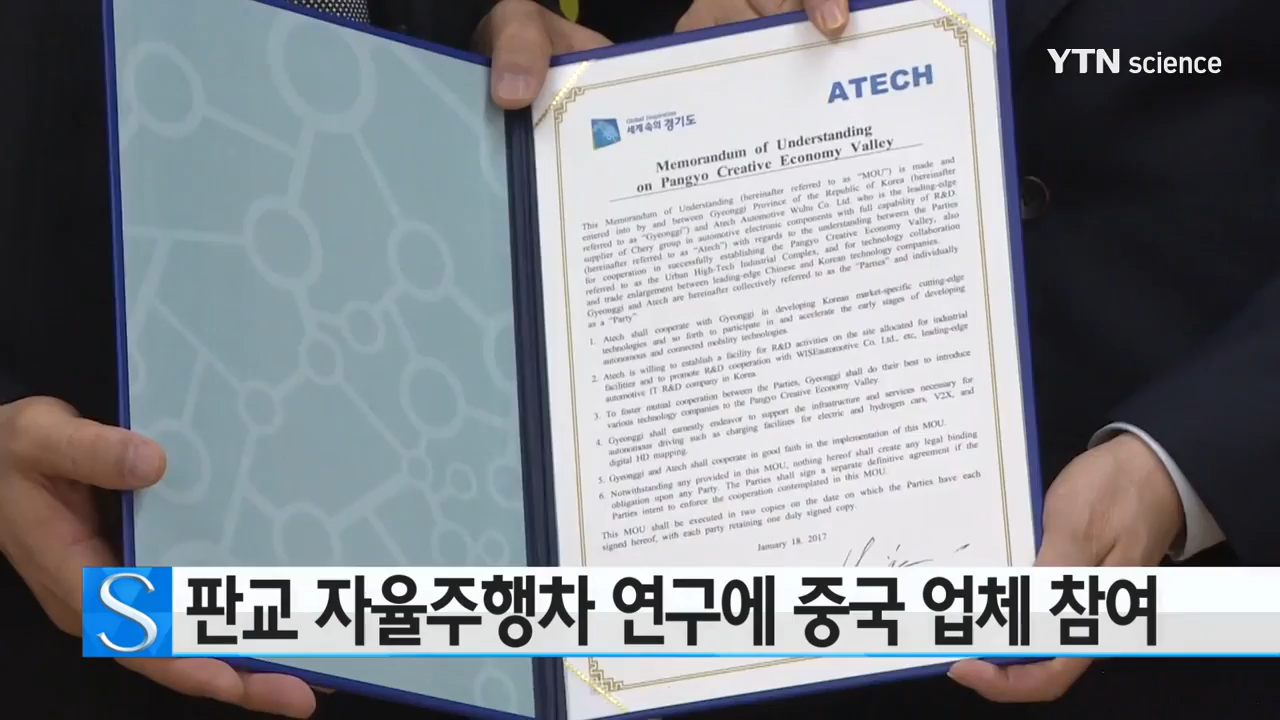 YTN science
ATECH
Global Inspiration
세계속의 경기도
Memorandum of Understanding
on Pangyo Creative Economy Valley
This Memorandum of Understanding (hereinafter referred to as “MOU”) is made and
entered into by and between Gyeonggi Province of the Republic of Korea (hereinafter
referred to as “Gyeonggi”) and Atech Automotive Wuhu Co. Ltd. who is the leading-edge
supplier of Chery group in automotive electronic components with full capability of R&D.
(hereinafter referred to as “Atech”) with regards to the understanding between the Parties
for cooperation in successfully establishing the Pangyo Creative Economy Valley, also
referred to as the Urban High-Tech Industrial Complex, and for technology collaboration
and trade enlargement between leading-edge Chinese and Korean technology companies.
Gyeonggi and Atech are hereinafter collectively referred to as the “Parties” and individually
as a “Party”.
1. Atech shall cooperate with Gyeonggi in developing Korean market-specific cutting-edge
technologies and so forth to participate in and accelerate the early stages of developing
autonomous and connected mobility technologies.
2. Atech is willing to establish a facility for R&D activities on the site allocated for industrial
facilities and to promote R&D cooperation with WISEautomotive Co. Ltd., etc, leading-edge
automotive IT R&D company in Korea.
3. To foster mutual cooperation between the Parties, Gyeonggi shall do their best to introduce
various technology companies to the Pangyo Creative Economy Valley.
4. Gyeonggi shall earnestly endeavor to support the infrastructure and services necessary for
autonomous driving such as charging facilities for electric and hydrogen cars, V2X, and
digital HD mapping.
5. Gyeonggi and Atech shall cooperate in good faith in the implementation of this MOU.
6. Notwithstanding any provided in this MOU, nothing hereof shall create any legal binding
obligation upon any Party. The Parties shall sign a separate definitive agreement if the
Parties intent to enforce the cooperation contemplated in this MOU.
This MOU shall be executed in two copies on the date on which the Parties have each
signed hereof, with each party retaining one duly signed copy.
January 18. 2017
S 판교 자율주행차 연구에 중국 업체 참여